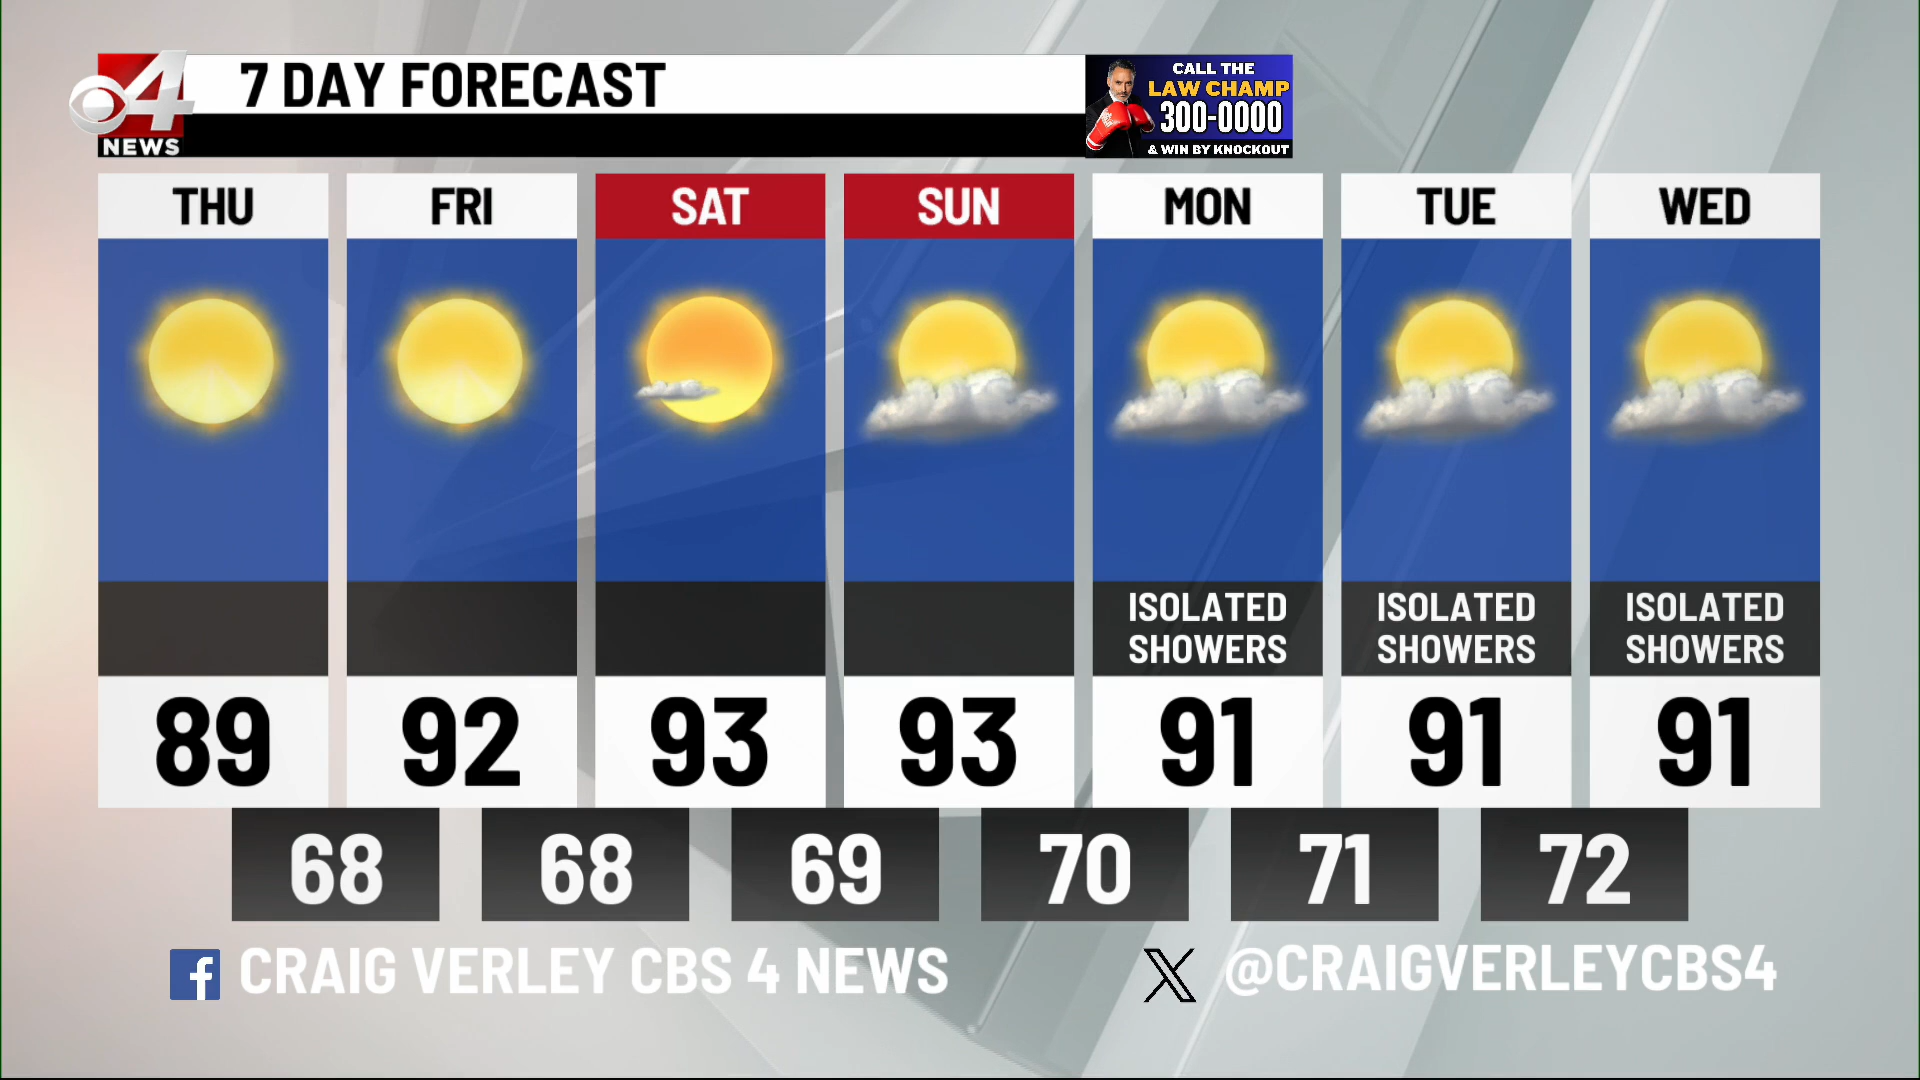 4
NEWS
7 DAY FORECAST
CALL THE
LAW CHAMP
300-0000
& WIN BY KNOCKOUT
THU
FRI
SAT
SUN
MON
TUE
WED
ISOLATED
SHOWERS
ISOLATED
SHOWERS
ISOLATED
SHOWERS
89
92
93
93
91
91
91
68
68
69
70
71
72
CRAIG VERLEY CBS 4 NEWS
@CRAIGVERLEYCBS4